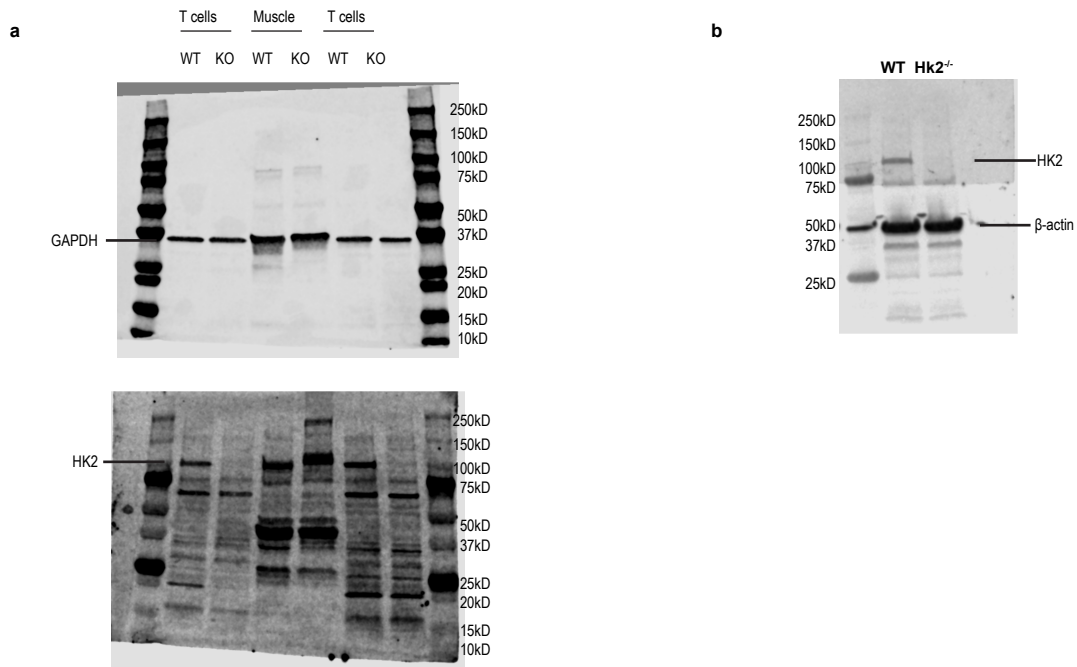 a
T cells Muscle T cells
WT KO WT KO WT KO
250kD
150kD
100kD
75kD
50kD
37kD
25kD
20kD
15kD
10kD
GAPDH
250kD
150kD
100kD
75kD
50kD
37kD
25kD
20kD
15kD
10kD
HK2
b
WT Hk2-/-
250kD
150kD
100kD
75kD
50kD
37kD
25kD
HK2
β-actin